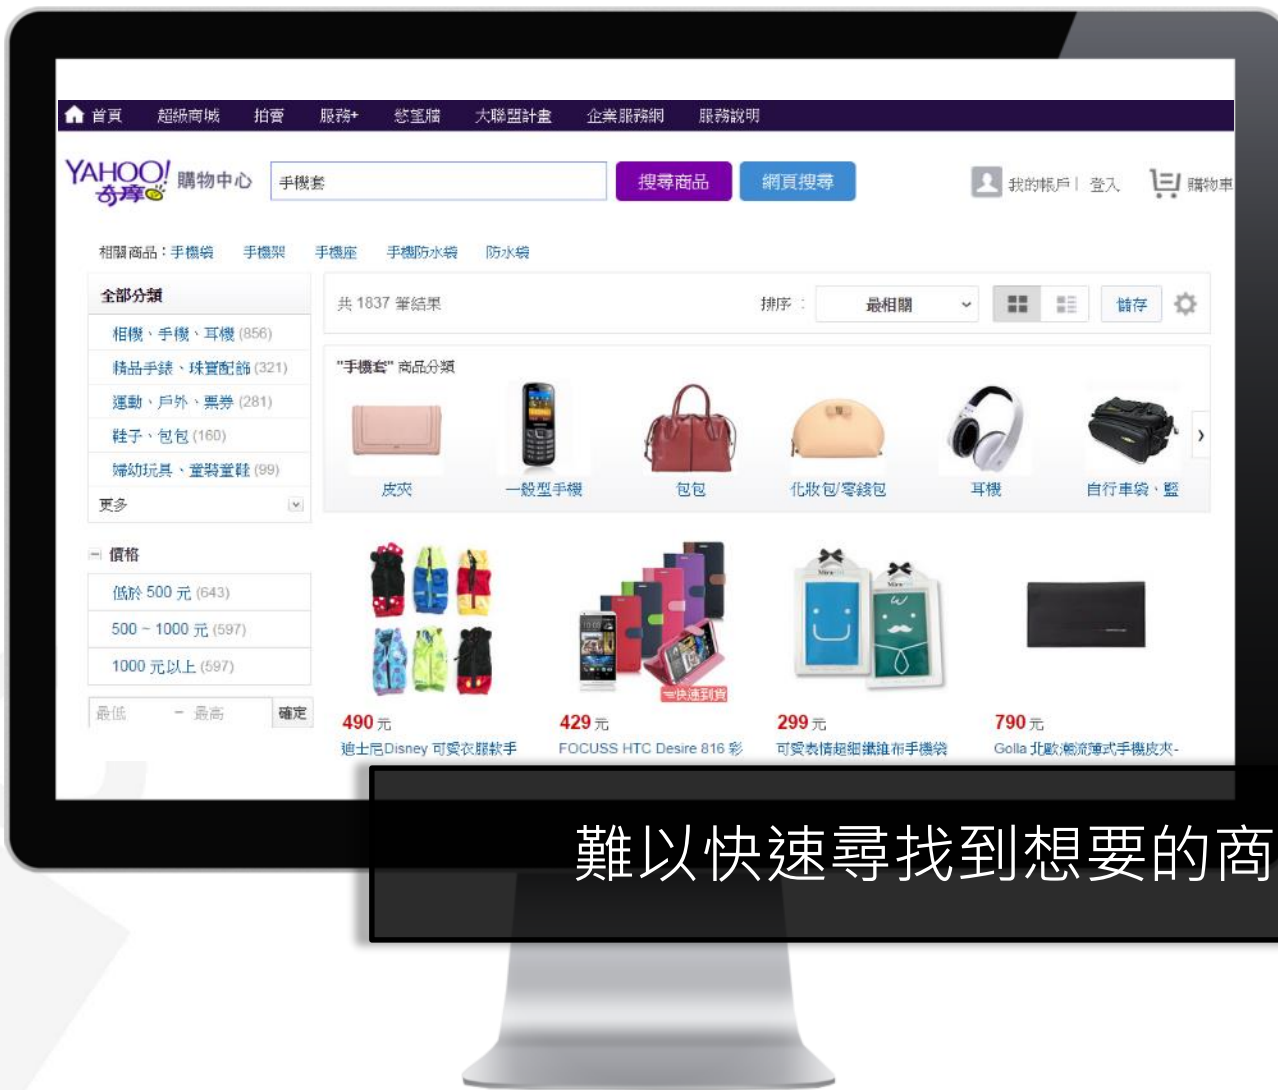 首頁 超級商城 拍賣 服務+ 慾望牆 大聯盟計畫 企業服務網 服務說明
YAHOO! 奇摩 購物中心 手機套 搜尋商品 網頁搜尋 我的帳戶 | 登入 購物車
相關商品：手機袋 手機架 手機座 手機防水袋 防水袋
全部分類
相機、手機、耳機 (856)
精品手錶、珠寶配飾 (321)
運動、戶外、票券 (281)
鞋子、包包 (160)
婦幼玩具、童裝童鞋 (99)
更多
共 1837 筆結果 排序： 最相關 儲存
"手機套" 商品分類
皮夾 一般型手機 包包 化妝包/零錢包 耳機 自行車袋、籃
價格
低於 500 元 (643)
500 ~ 1000 元 (597)
1000 元以上 (597)
最低 - 最高 確定
快速到貨
490 元 429 元 299 元 790 元
迪士尼Disney 可愛衣服款手 FOCUSS HTC Desire 816 彩 可愛表情超細纖維布手機袋 Golla 北歐潮流薄式手機皮夾-
難以快速尋找到想要的商